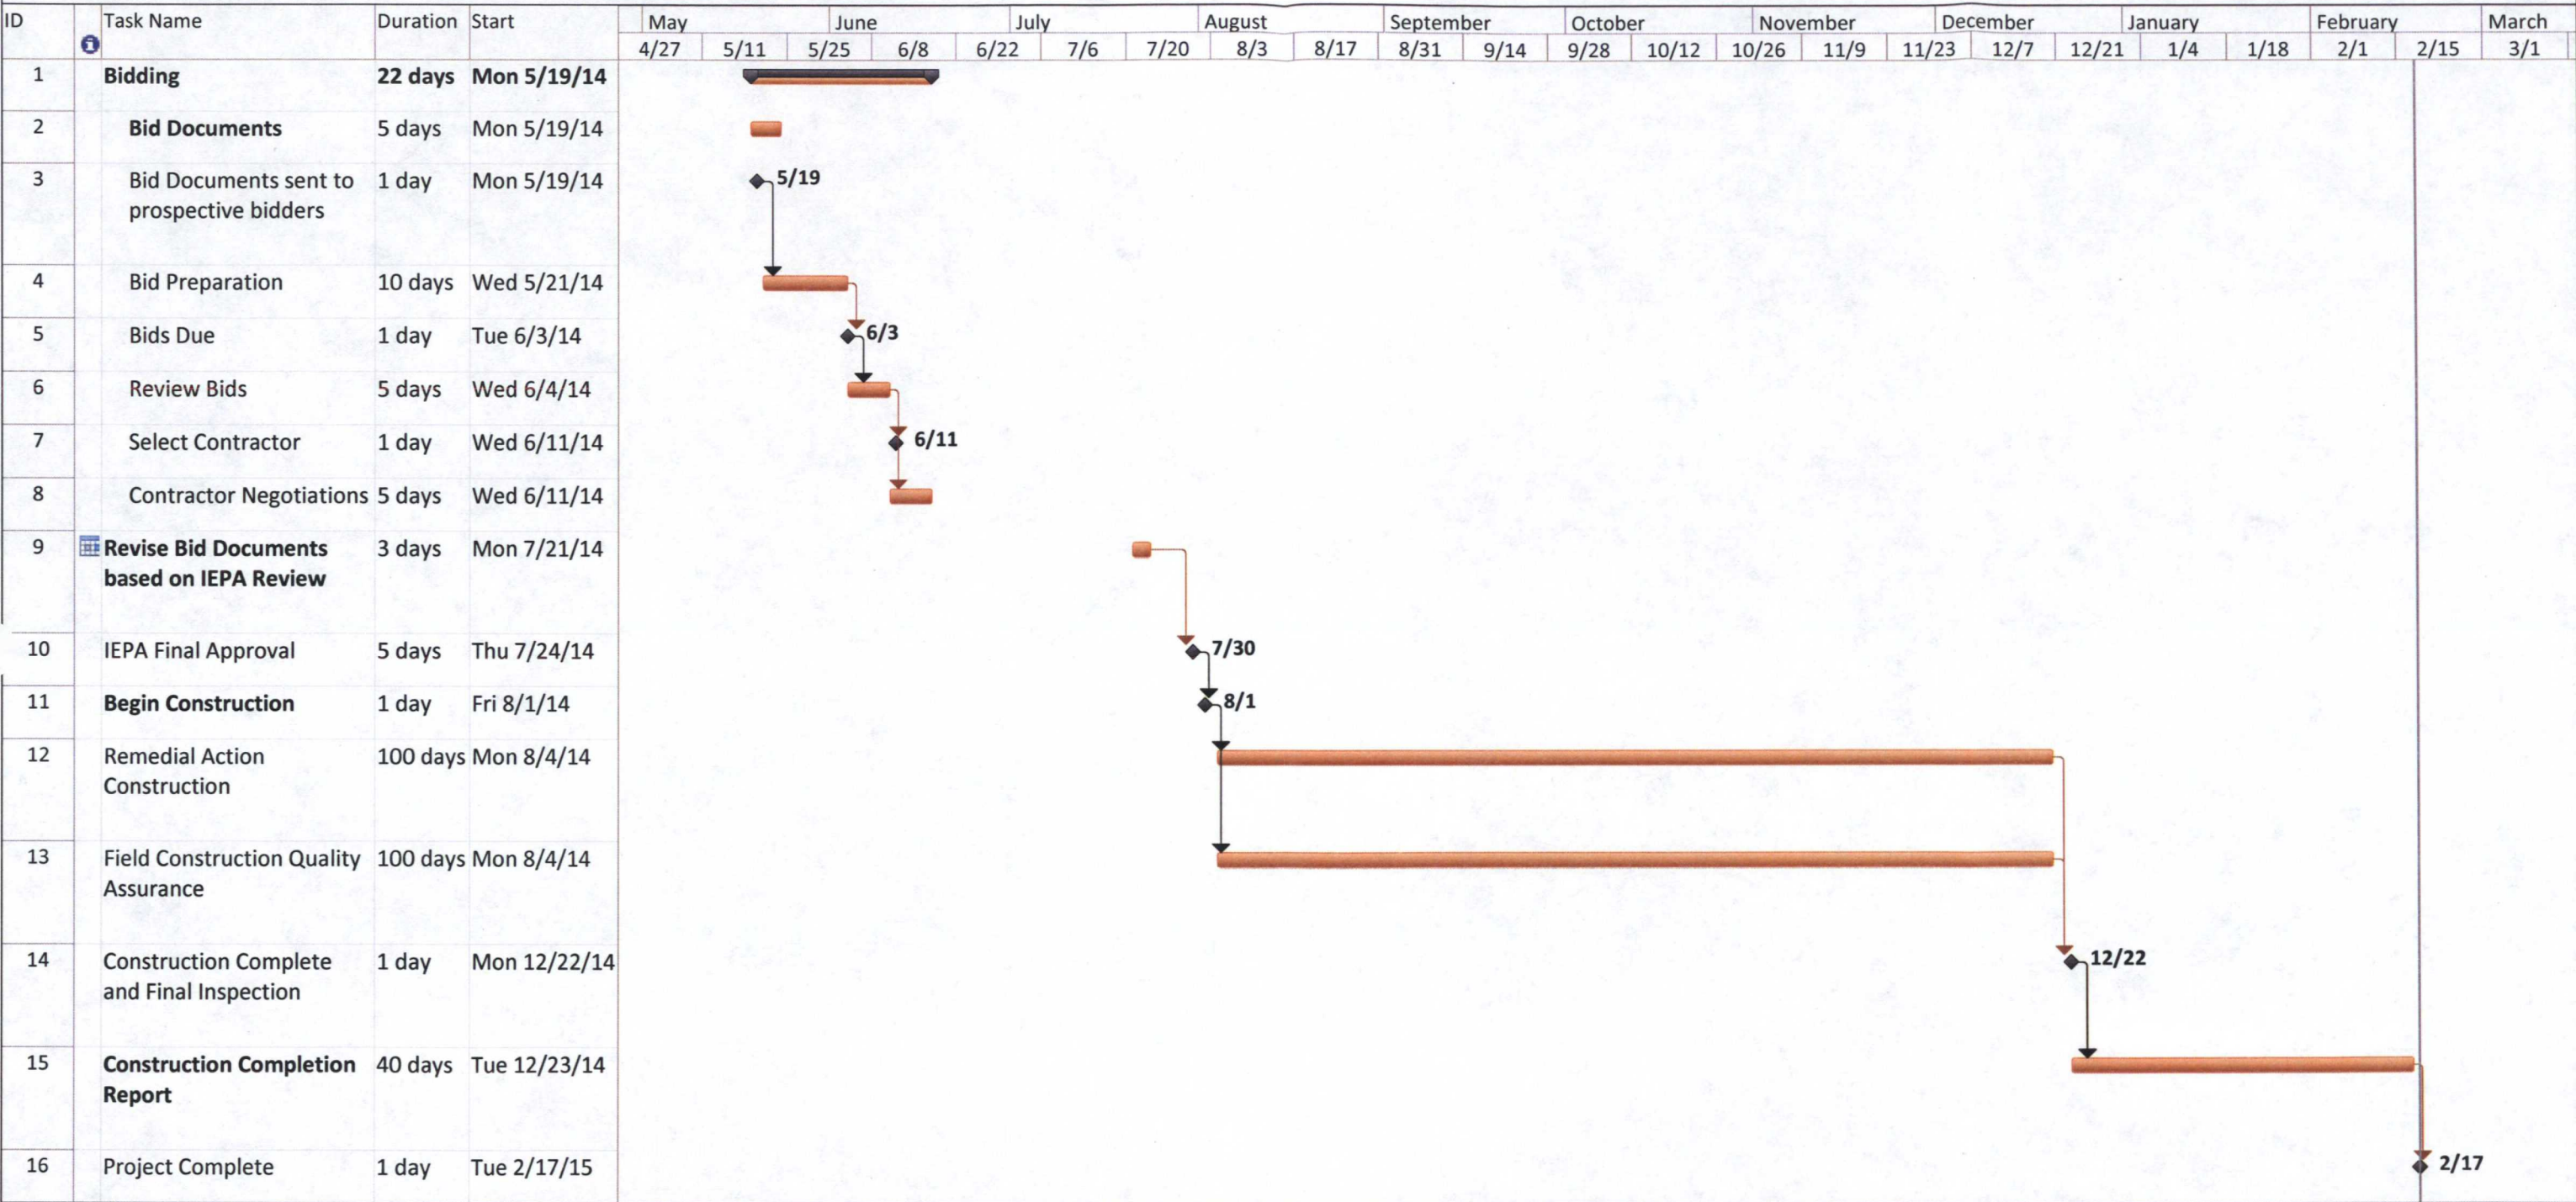 ID Task Name Duration Start May June July August September October November December January February March
4/27 5/11 5/25 6/8 6/22 7/6 7/20 8/3 8/17 8/31 9/14 9/28 10/12 10/26 11/9 11/23 12/7 12/21 1/4 1/18 2/1 2/15 3/1
1 Bidding 22 days Mon 5/19/14
2 Bid Documents 5 days Mon 5/19/14
3 Bid Documents sent to 1 day Mon 5/19/14 5/19
prospective bidders
4 Bid Preparation 10 days Wed 5/21/14
5 Bids Due 1 day Tue 6/3/14 6/3
6 Review Bids 5 days Wed 6/4/14
7 Select Contractor 1 day Wed 6/11/14 6/11
8 Contractor Negotiations 5 days Wed 6/11/14
9 Revise Bid Documents 3 days Mon 7/21/14
based on IEPA Review
10 IEPA Final Approval 5 days Thu 7/24/14 7/30
11 Begin Construction 1 day Fri 8/1/14 8/1
12 Remedial Action 100 days Mon 8/4/14
Construction
13 Field Construction Quality 100 days Mon 8/4/14
Assurance
14 Construction Complete 1 day Mon 12/22/14 12/22
and Final Inspection
15 Construction Completion 40 days Tue 12/23/14
Report
16 Project Complete 1 day Tue 2/17/15 2/17